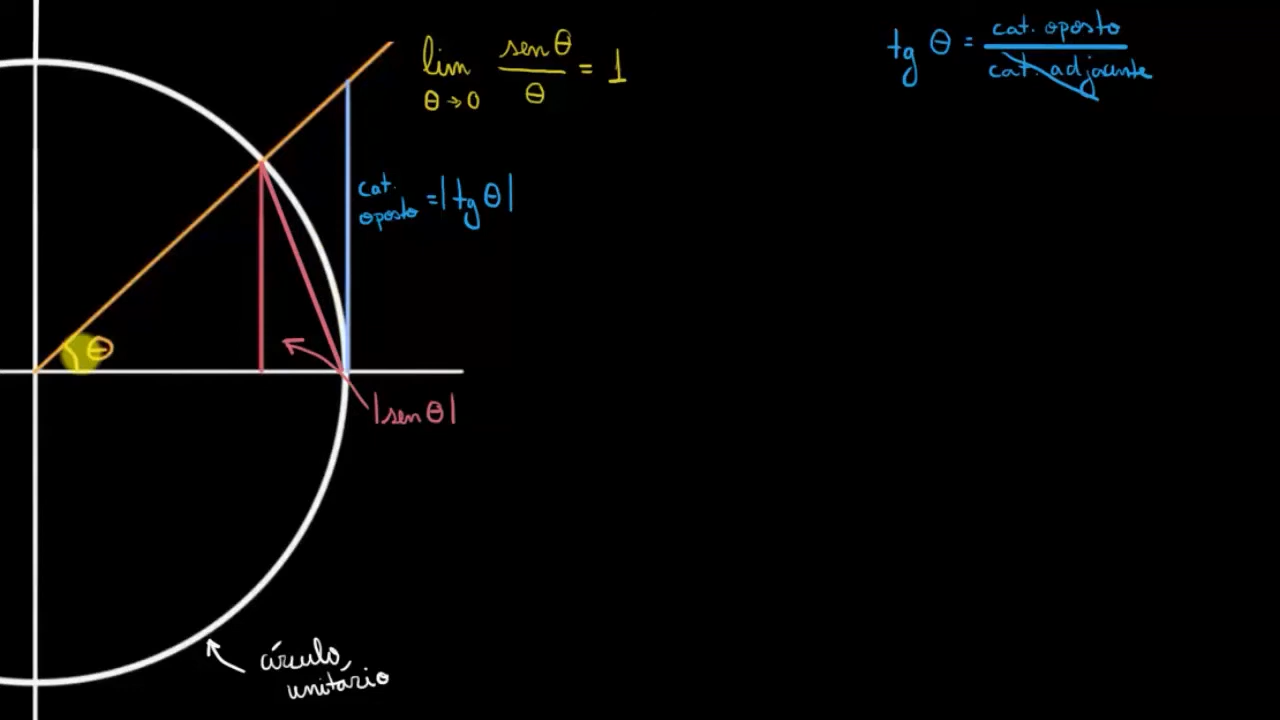 lim sen θ / θ = 1
θ → 0
tg θ = cat. oposto / cat. adjacente
cat. oposto = |tg θ|
θ
|sen θ|
círculo unitário